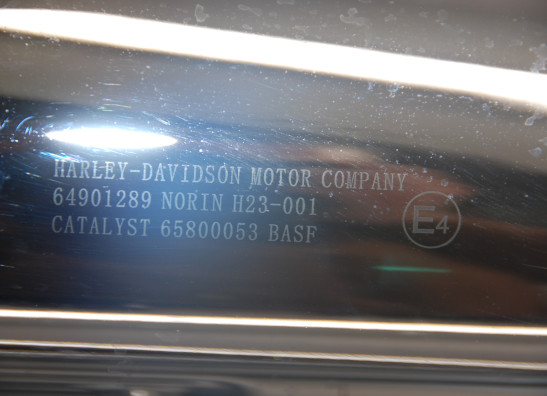 HARLEY-DAVIDSON MOTOR COMPANY
64901289 NORIN H23-001
CATALYST 65800053 BASF
E4